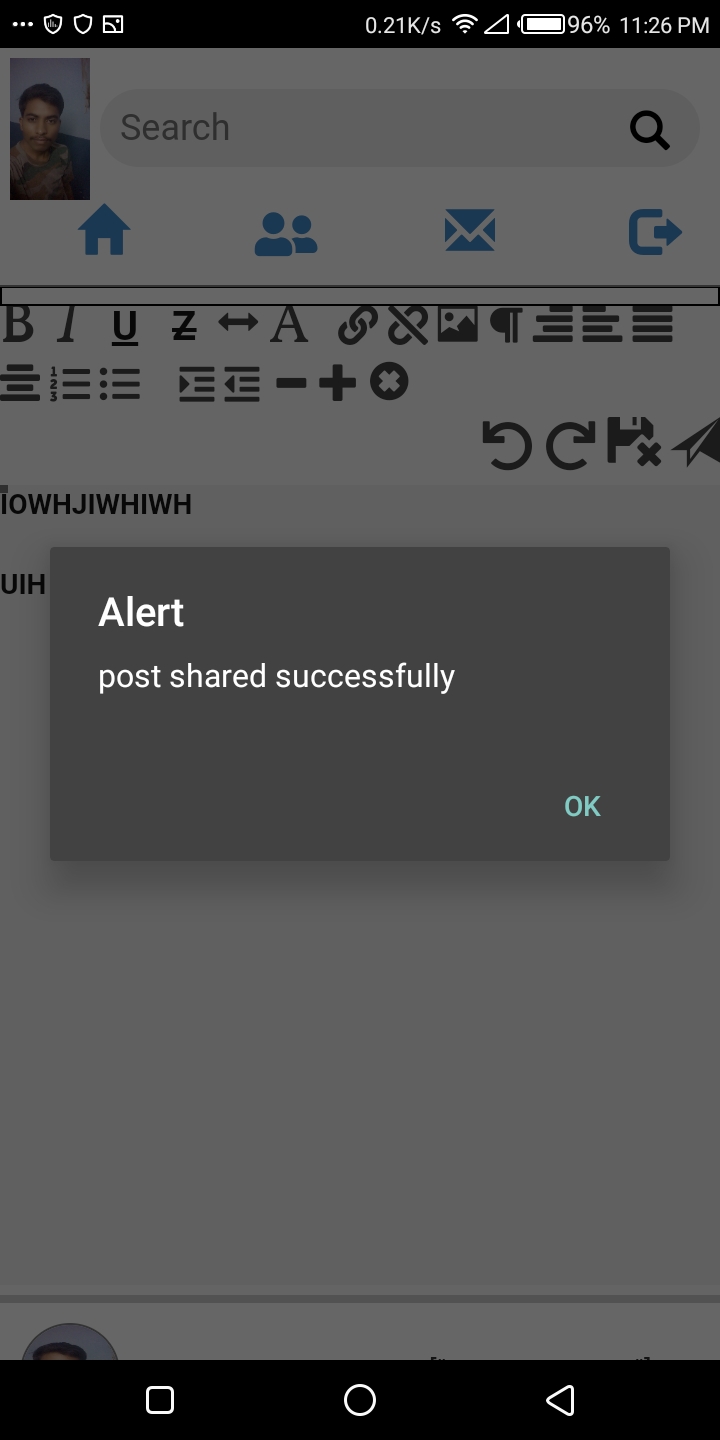 0.21K/s 96% 11:26 PM
Search
B I U Z A
IOWHJIWHIWH
UIH
Alert
post shared successfully
OK